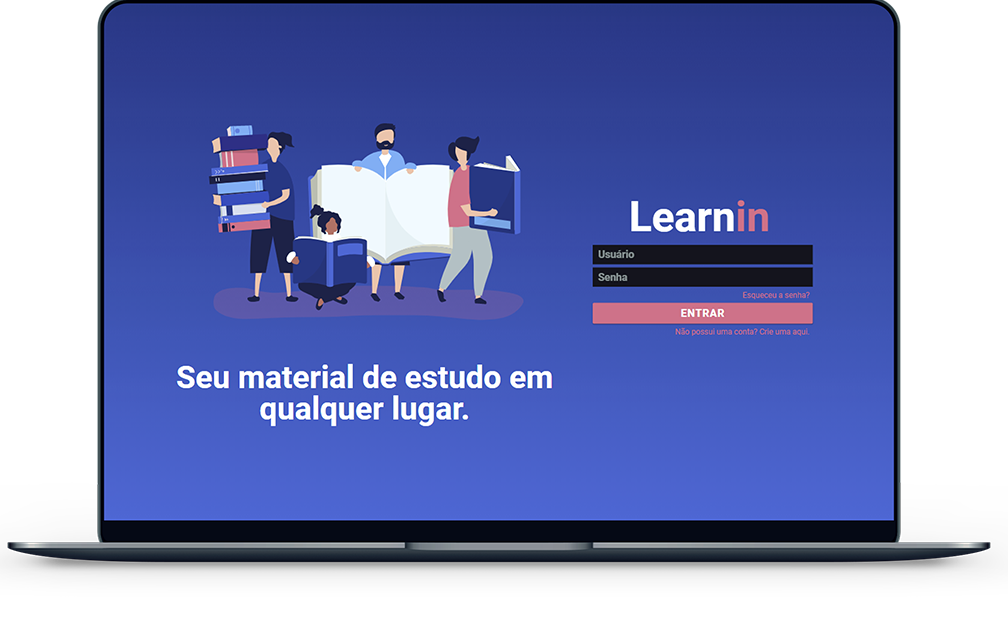 Learnin
Usuário
Senha
Esqueceu a senha?
ENTRAR
Não possui uma conta? Crie uma aqui.
Seu material de estudo em
qualquer lugar.